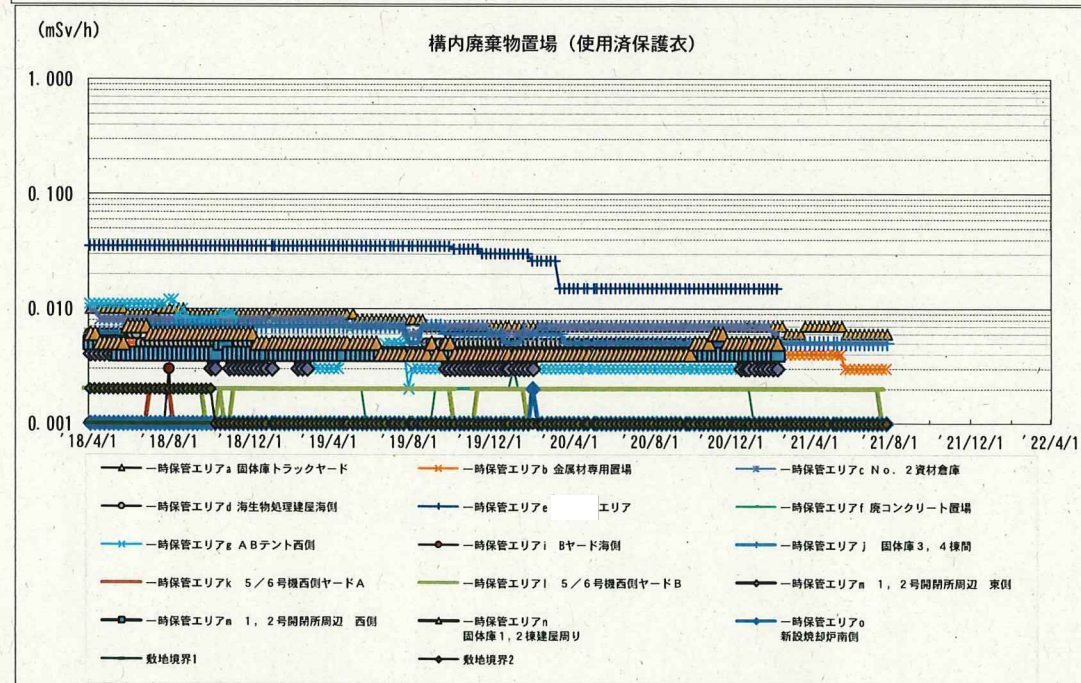 (mSv/h)
構内廃棄物置場（使用済保護衣）
1.000
0.100
0.010
0.001
'18/4/1 '18/8/1 '18/12/1 '19/4/1 '19/8/1 '19/12/1 '20/4/1 '20/8/1 '20/12/1 '21/4/1 '21/8/1 '21/12/1 '22/4/1
一時保管エリアa 固体庫トラックヤード
一時保管エリアb 金属材専用置場
一時保管エリアc No．2資材倉庫
一時保管エリアd 海生物処理建屋海側
一時保管エリアe エリア
一時保管エリアf 廃コンクリート置場
一時保管エリアg ABテント西側
一時保管エリアi Bヤード海側
一時保管エリアj 固体庫3，4棟間
一時保管エリアk 5／6号機西側ヤードA
一時保管エリアl 5／6号機西側ヤードB
一時保管エリアm 1，2号開閉所周辺 東側
一時保管エリアm 1，2号開閉所周辺 西側
一時保管エリアn
固体庫1，2棟建屋周り
一時保管エリアo
新設焼却炉南側
敷地境界1
敷地境界2